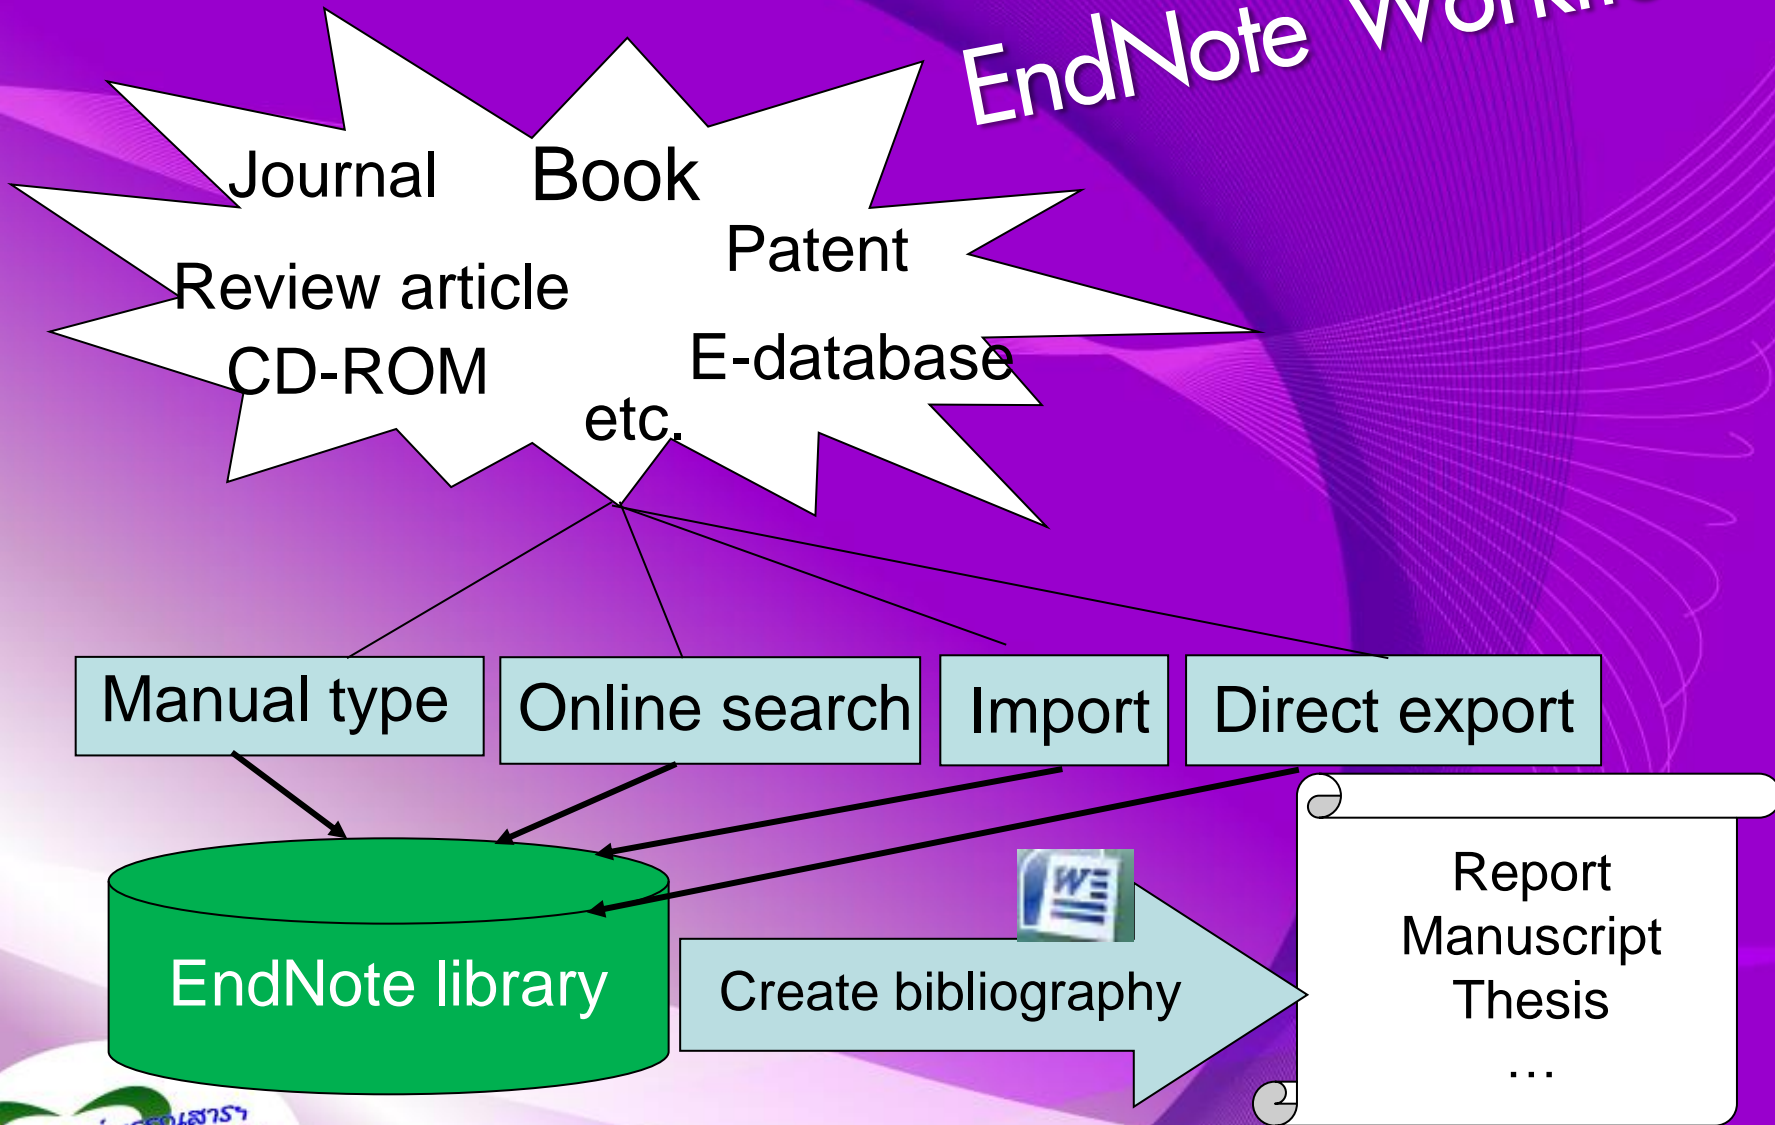 EndNote
Journal
Book
Patent
Review article
CD-ROM
E-database
etc.
Manual type
Online search
Import
Direct export
EndNote library
Create bibliography
Report
Manuscript
Thesis
…